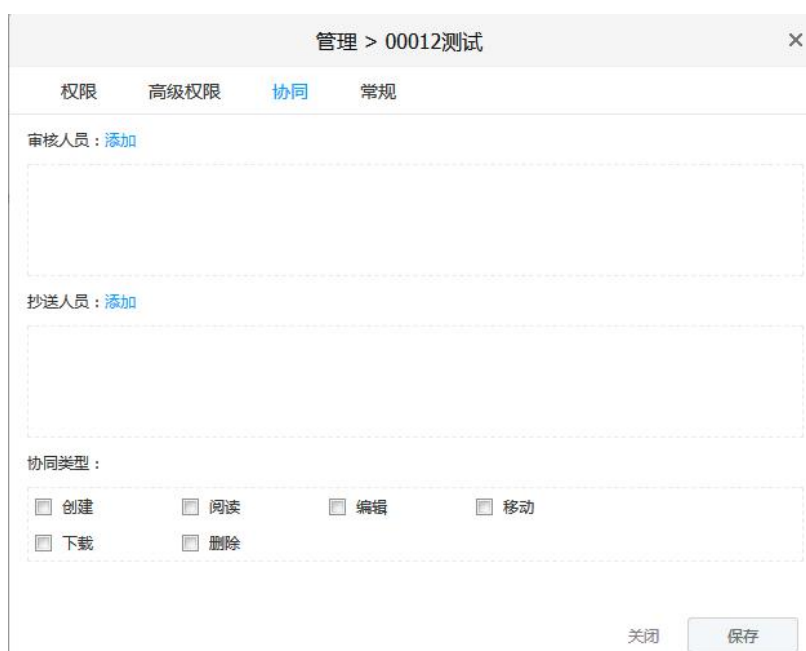 管理 > 00012测试 ×
权限 高级权限 协同 常规
审核人员：添加
抄送人员：添加
协同类型：
创建 阅读 编辑 移动
下载 删除
关闭 保存